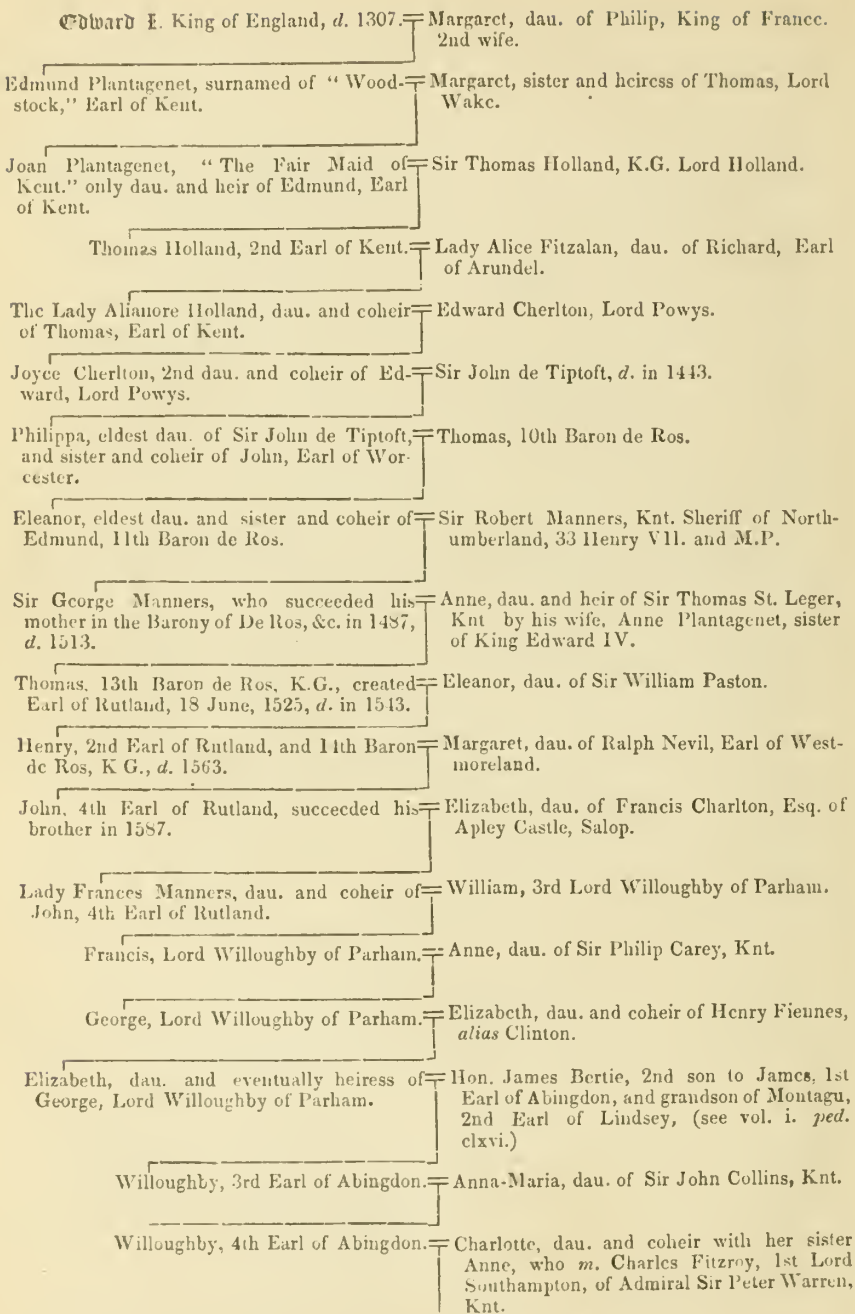 Edward I. King of England, d. 1307. = Margaret, dau. of Philip, King of France.
2nd wife.
Edmund Plantagenet, surnamed of "Wood- = Margaret, sister and heiress of Thomas, Lord
stock," Earl of Kent. Wake.
Joan Plantagenet, "The Fair Maid of = Sir Thomas Holland, K.G. Lord Holland.
Kent." only dau. and heir of Edmund, Earl
of Kent.
Thomas Holland, 2nd Earl of Kent. = Lady Alice Fitzalan, dau. of Richard, Earl
of Arundel.
The Lady Alianore Holland, dau. and coheir = Edward Cherlton, Lord Powys.
of Thomas, Earl of Kent.
Joyce Cherlton, 2nd dau. and coheir of Ed- = Sir John de Tiptoft, d. in 1443.
ward, Lord Powys.
Philippa, eldest dau. of Sir John de Tiptoft, = Thomas, 10th Baron de Ros.
and sister and coheir of John, Earl of Wor-
cester.
Eleanor, eldest dau. and sister and coheir of = Sir Robert Manners, Knt. Sheriff of North-
Edmund, 11th Baron de Ros. umberland, 33 Henry VII. and M.P.
Sir George Manners, who succeeded his = Anne, dau. and heir of Sir Thomas St. Leger,
mother in the Barony of De Ros, &c. in 1487, Knt by his wife, Anne Plantagenet, sister
d. 1513. of King Edward IV.
Thomas, 13th Baron de Ros, K.G., created = Eleanor, dau. of Sir William Paston.
Earl of Rutland, 18 June, 1525, d. in 1543.
Henry, 2nd Earl of Rutland, and 14th Baron = Margaret, dau. of Ralph Nevil, Earl of West-
de Ros, K G., d. 1563. moreland.
John, 4th Earl of Rutland, succeeded his = Elizabeth, dau. of Francis Charlton, Esq. of
brother in 1587. Apley Castle, Salop.
Lady Frances Manners, dau. and coheir of = William, 3rd Lord Willoughby of Parham.
John, 4th Earl of Rutland.
Francis, Lord Willoughby of Parham. = Anne, dau. of Sir Philip Carey, Knt.
George, Lord Willoughby of Parham. = Elizabeth, dau. and coheir of Henry Fiennes,
alias Clinton.
Elizabeth, dau. and eventually heiress of = Hon. James Bertie, 2nd son to James, 1st
George, Lord Willoughby of Parham. Earl of Abingdon, and grandson of Montagu,
2nd Earl of Lindsey, (see vol. i. ped.
clxvi.)
Willoughby, 3rd Earl of Abingdon. = Anna-Maria, dau. of Sir John Collins, Knt.
Willoughby, 4th Earl of Abingdon. = Charlotte, dau. and coheir with her sister
Anne, who m. Charles Fitzroy, 1st Lord
Southampton, of Admiral Sir Peter Warren,
Knt.